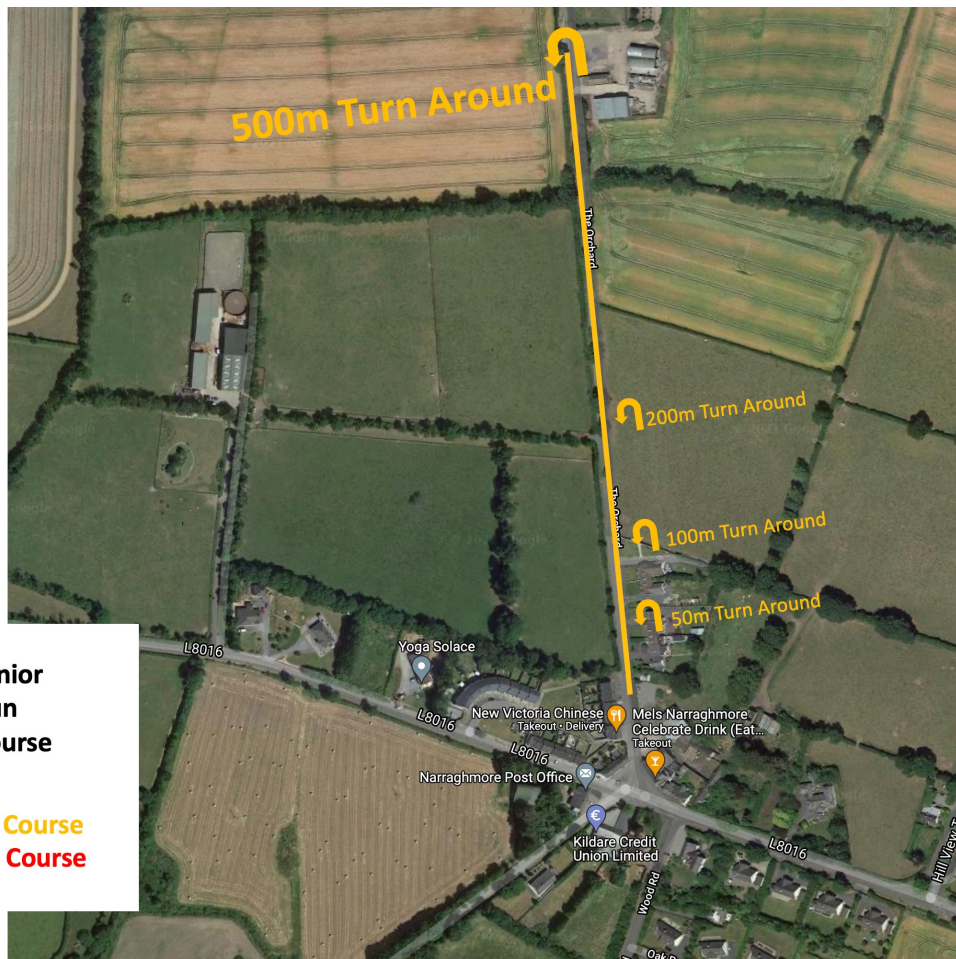 500m Turn Around
The Orchard
200m Turn Around
The Orchard
100m Turn Around
50m Turn Around
L8016
Yoga Solace
L8016
New Victoria Chinese
Takeout • Delivery
Mels Narraghmore
Celebrate Drink (Eat...
Takeout
L8016
Narraghmore Post Office
Kildare Credit
Union Limited
L8016
Wood Rd
Hill View
nior
un
ourse
Course
Course